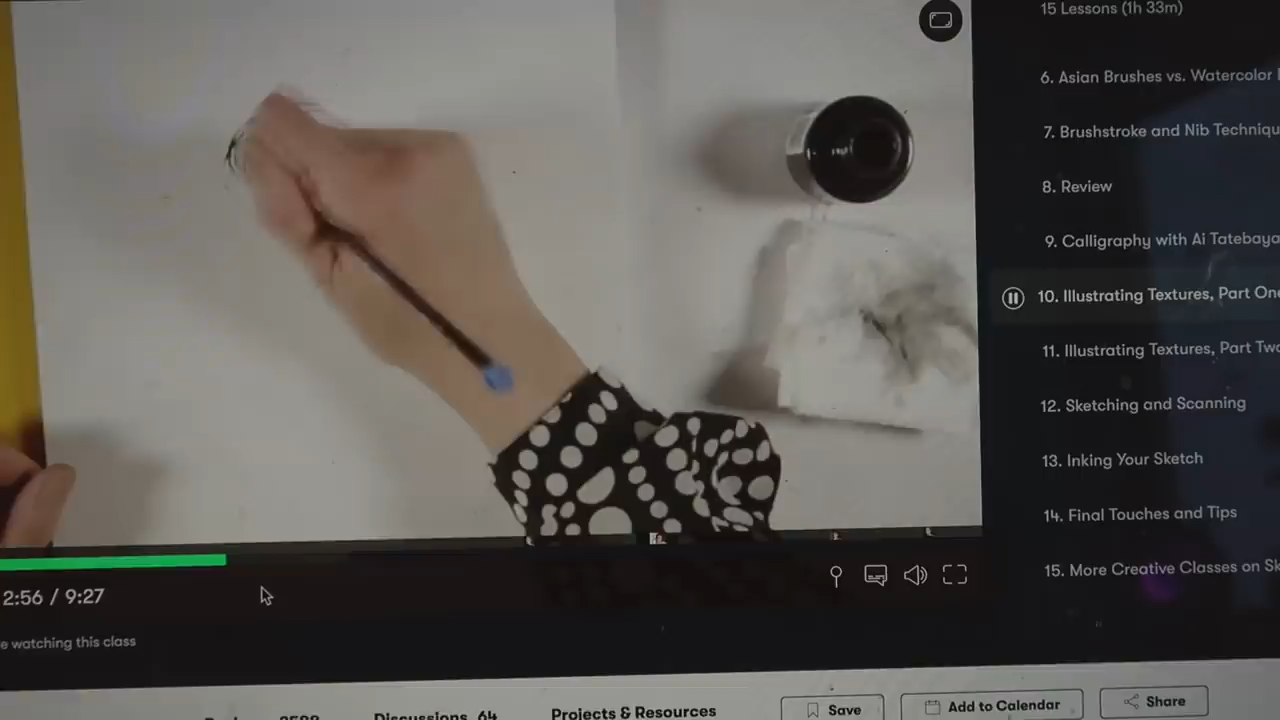 15 Lessons (1h 33m)
6. Asian Brushes vs. Watercolor
7. Brushstroke and Nib Techniqu
8. Review
9. Calligraphy with Ai Tatebaya
10. Illustrating Textures, Part One
11. Illustrating Textures, Part Two
12. Sketching and Scanning
13. Inking Your Sketch
14. Final Touches and Tips
15. More Creative Classes on Sk
2:56 / 9:27
e watching this class
Discussions 64
Projects & Resources
Save
Add to Calendar
Share